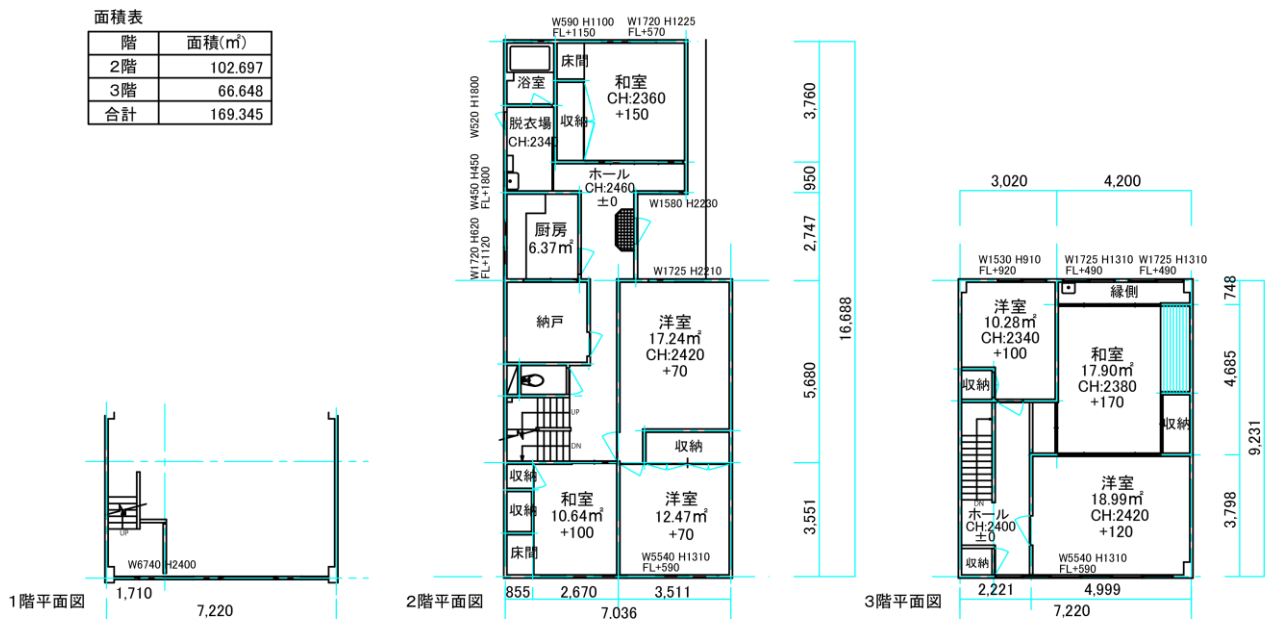 面積表
階 面積(㎡)
2階 102.697
3階 66.648
合計 169.345
W6740 H2400
UP
1,710
7,220
1階平面図
W590 H1100
FL+1150
W1720 H1225
FL+570
W520 H1800
W450 H450
FL+1800
W1720 H620
FL+1120
浴室
床間
和室
CH:2360
+150
収納
脱衣場
CH:2340
ホール
CH:2460
±0
W1580 H2230
厨房
6.37㎡
W1725 H2210
納戸
洋室
17.24㎡
CH:2420
+70
UP
DN
収納
収納
収納
床間
和室
10.64㎡
+100
洋室
12.47㎡
+70
W5540 H1310
FL+590
3,760
950
2,747
5,680
3,551
16,688
855
2,670
3,511
7,036
2階平面図
3,020
4,200
W1530 H910
FL+920
W1725 H1310
FL+490
W1725 H1310
FL+490
縁側
洋室
10.28㎡
CH:2340
+100
和室
17.90㎡
CH:2380
+170
収納
収納
DN
ホール
CH:2400
±0
収納
洋室
18.99㎡
CH:2420
+120
W5540 H1310
FL+590
748
4,685
3,798
9,231
2,221
4,999
7,220
3階平面図